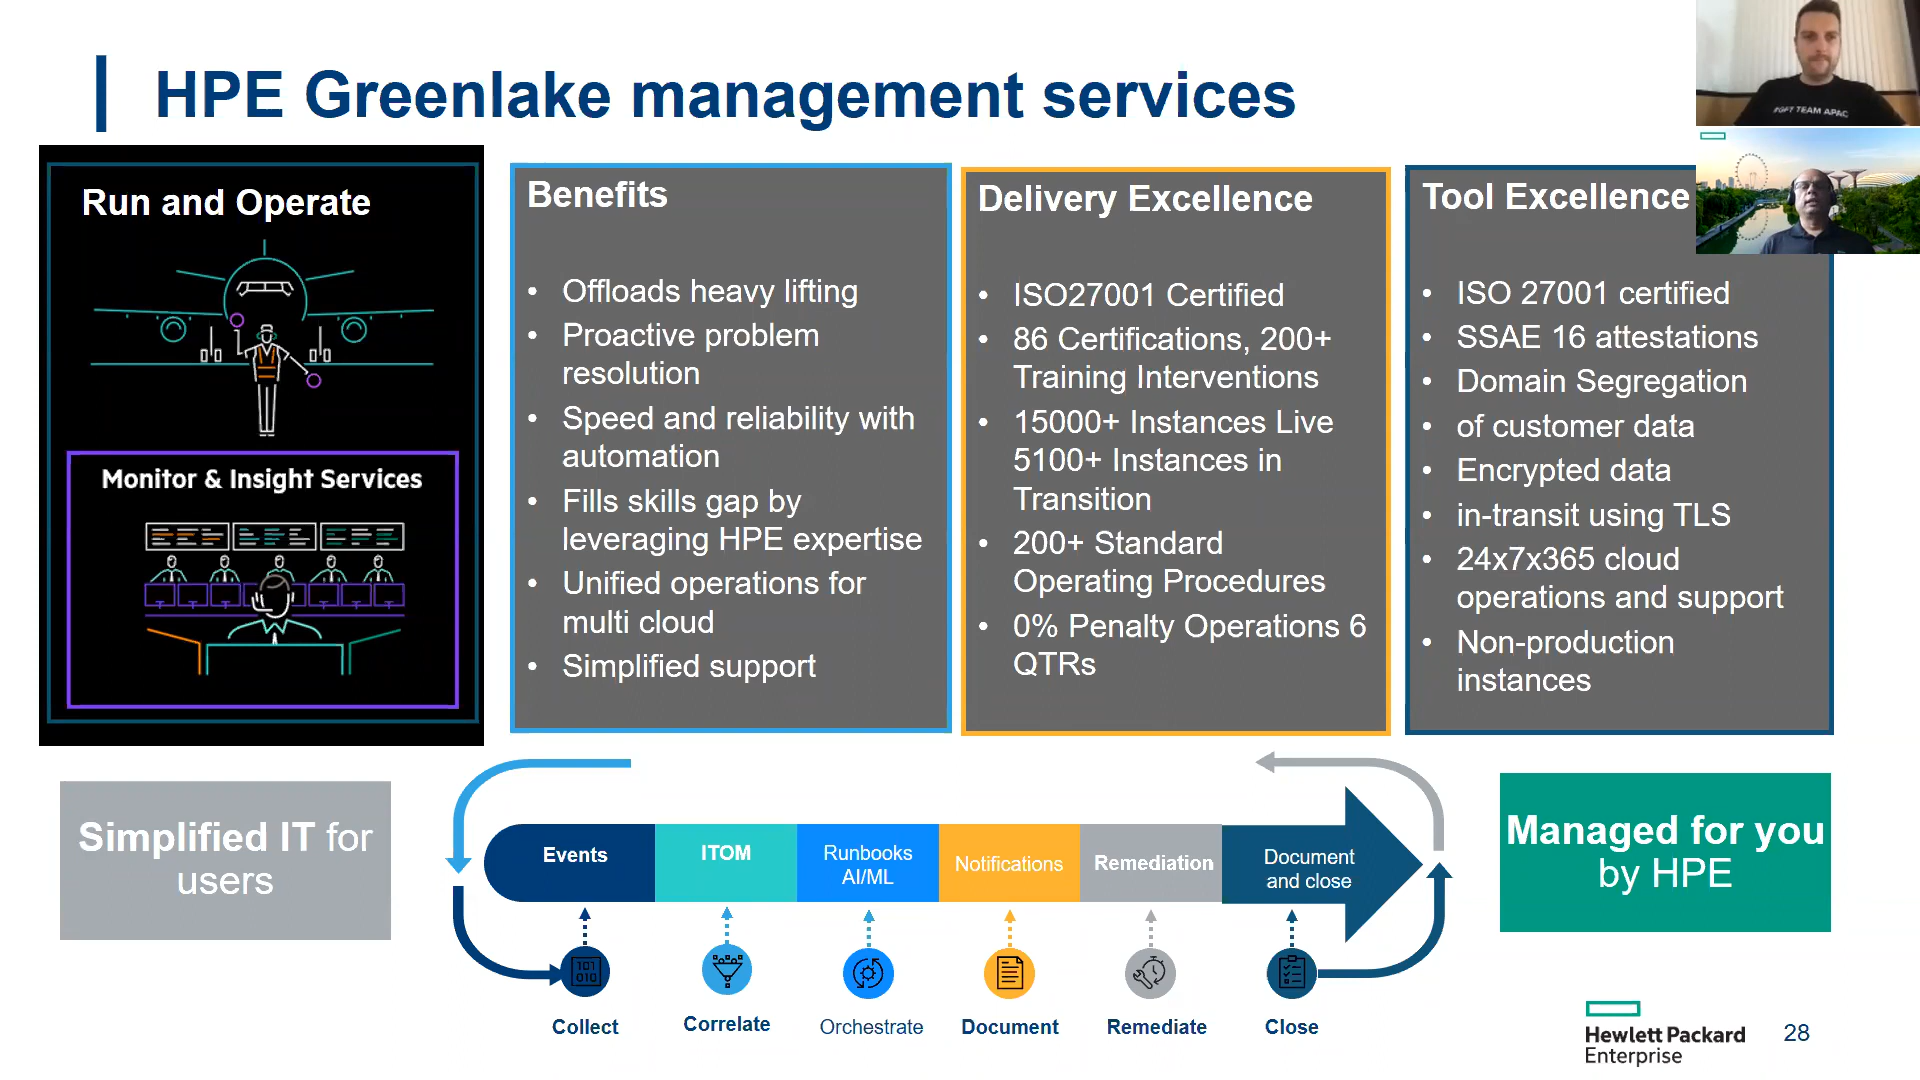 HPE Greenlake management services
Run and Operate
Monitor & Insight Services
Benefits
• Offloads heavy lifting
• Proactive problem
resolution
• Speed and reliability with
automation
• Fills skills gap by
leveraging HPE expertise
• Unified operations for
multi cloud
• Simplified support
Delivery Excellence
• ISO27001 Certified
• 86 Certifications, 200+
Training Interventions
• 15000+ Instances Live
5100+ Instances in
Transition
• 200+ Standard
Operating Procedures
• 0% Penalty Operations 6
QTRs
Tool Excellence
• ISO 27001 certified
• SSAE 16 attestations
• Domain Segregation
• of customer data
• Encrypted data
• in-transit using TLS
• 24x7x365 cloud
operations and support
• Non-production
instances
Simplified IT for
users
Events
ITOM
Runbooks
AI/ML
Notifications
Remediation
Document
and close
101
010
Collect
Correlate
Orchestrate
Document
Remediate
Close
Managed for you
by HPE
Hewlett Packard
Enterprise
28
TEAM APAC